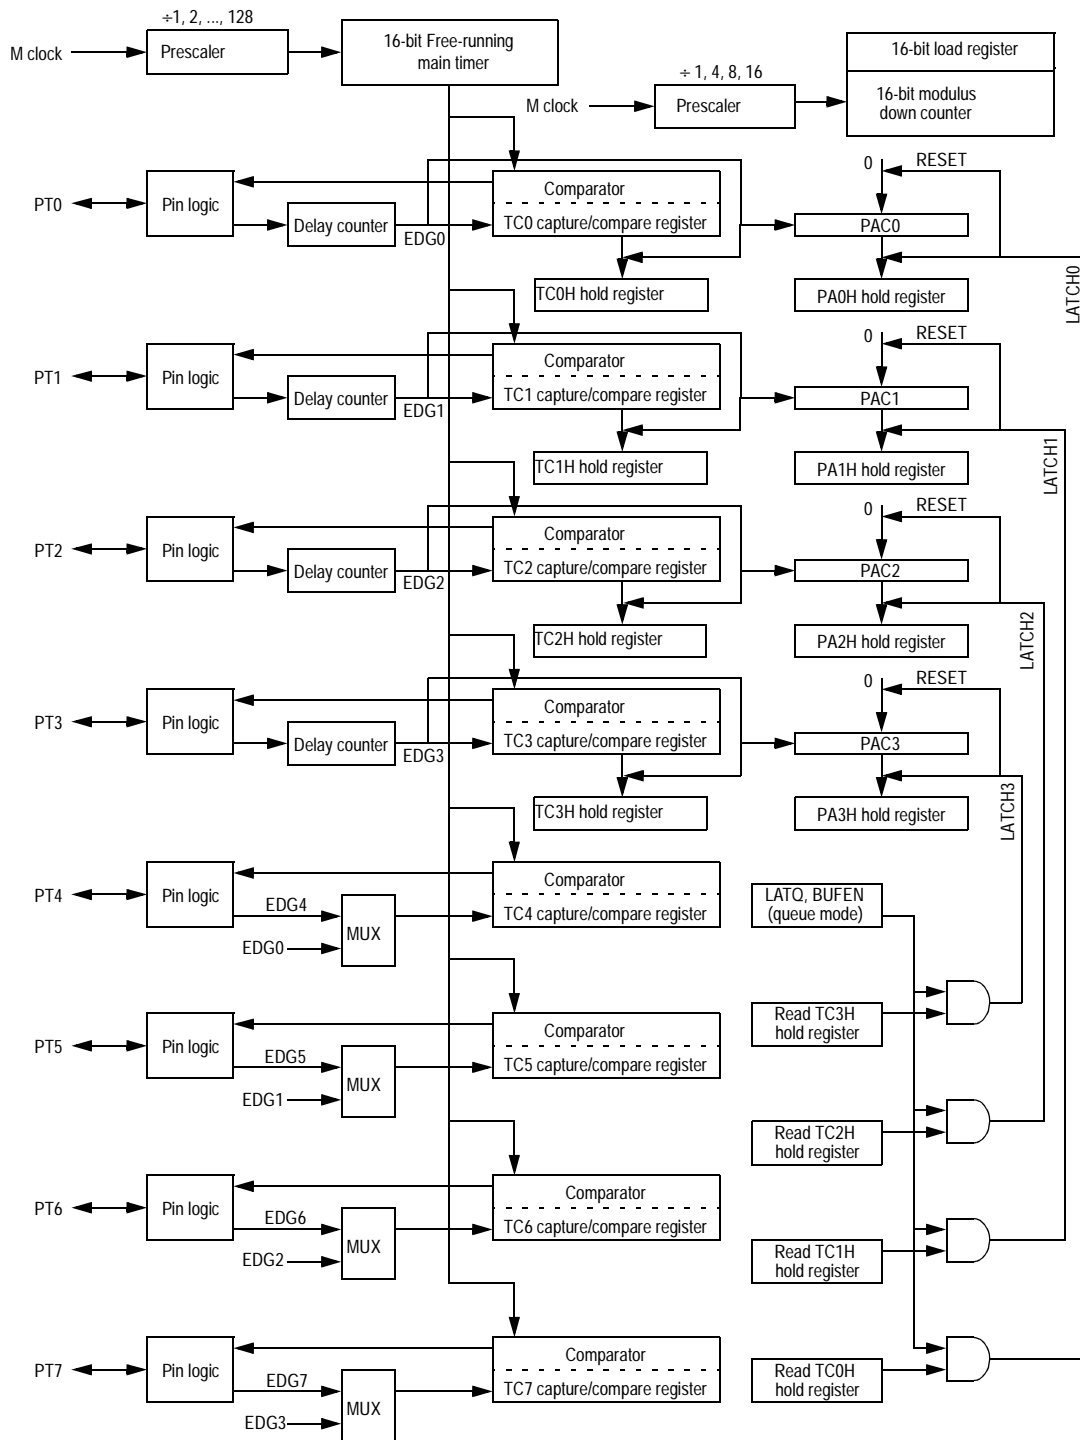 ÷1, 2, ..., 128
M clock
Prescaler
16-bit Free-running
main timer
16-bit load register
16-bit modulus
down counter
÷ 1, 4, 8, 16
M clock
Prescaler
PT0
Pin logic
Delay counter
EDG0
Comparator
TC0 capture/compare register
TC0H hold register
0
RESET
PAC0
PA0H hold register
LATCH0
PT1
Pin logic
Delay counter
EDG1
Comparator
TC1 capture/compare register
TC1H hold register
0
RESET
PAC1
PA1H hold register
LATCH1
PT2
Pin logic
Delay counter
EDG2
Comparator
TC2 capture/compare register
TC2H hold register
0
RESET
PAC2
PA2H hold register
LATCH2
PT3
Pin logic
Delay counter
EDG3
Comparator
TC3 capture/compare register
TC3H hold register
0
RESET
PAC3
PA3H hold register
LATCH3
PT4
Pin logic
EDG4
EDG0
MUX
Comparator
TC4 capture/compare register
LATQ, BUFEN
(queue mode)
Read TC3H
hold register
PT5
Pin logic
EDG5
EDG1
MUX
Comparator
TC5 capture/compare register
Read TC2H
hold register
PT6
Pin logic
EDG6
EDG2
MUX
Comparator
TC6 capture/compare register
Read TC1H
hold register
PT7
Pin logic
EDG7
EDG3
MUX
Comparator
TC7 capture/compare register
Read TC0H
hold register